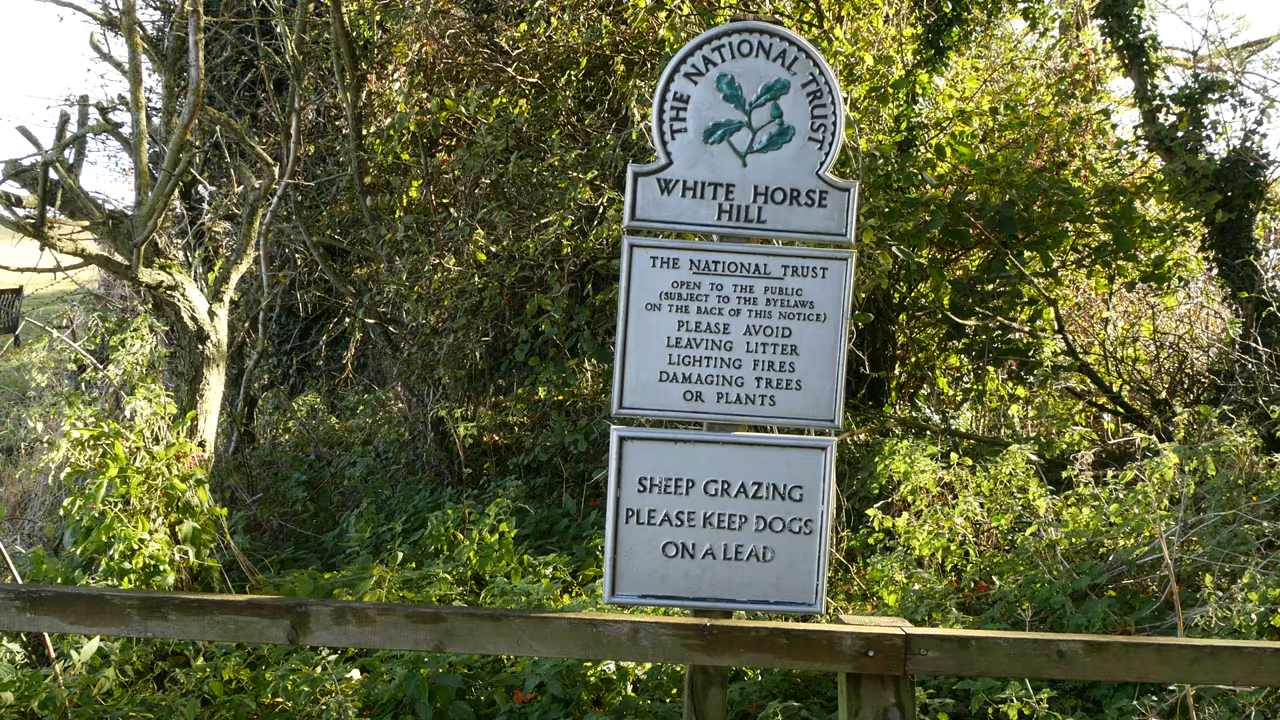 THE NATIONAL TRUST
WHITE HORSE
HILL
THE NATIONAL TRUST
OPEN TO THE PUBLIC
(SUBJECT TO THE BYELAWS
ON THE BACK OF THIS NOTICE)
PLEASE AVOID
LEAVING LITTER
LIGHTING FIRES
DAMAGING TREES
OR PLANTS
SHEEP GRAZING
PLEASE KEEP DOGS
ON A LEAD